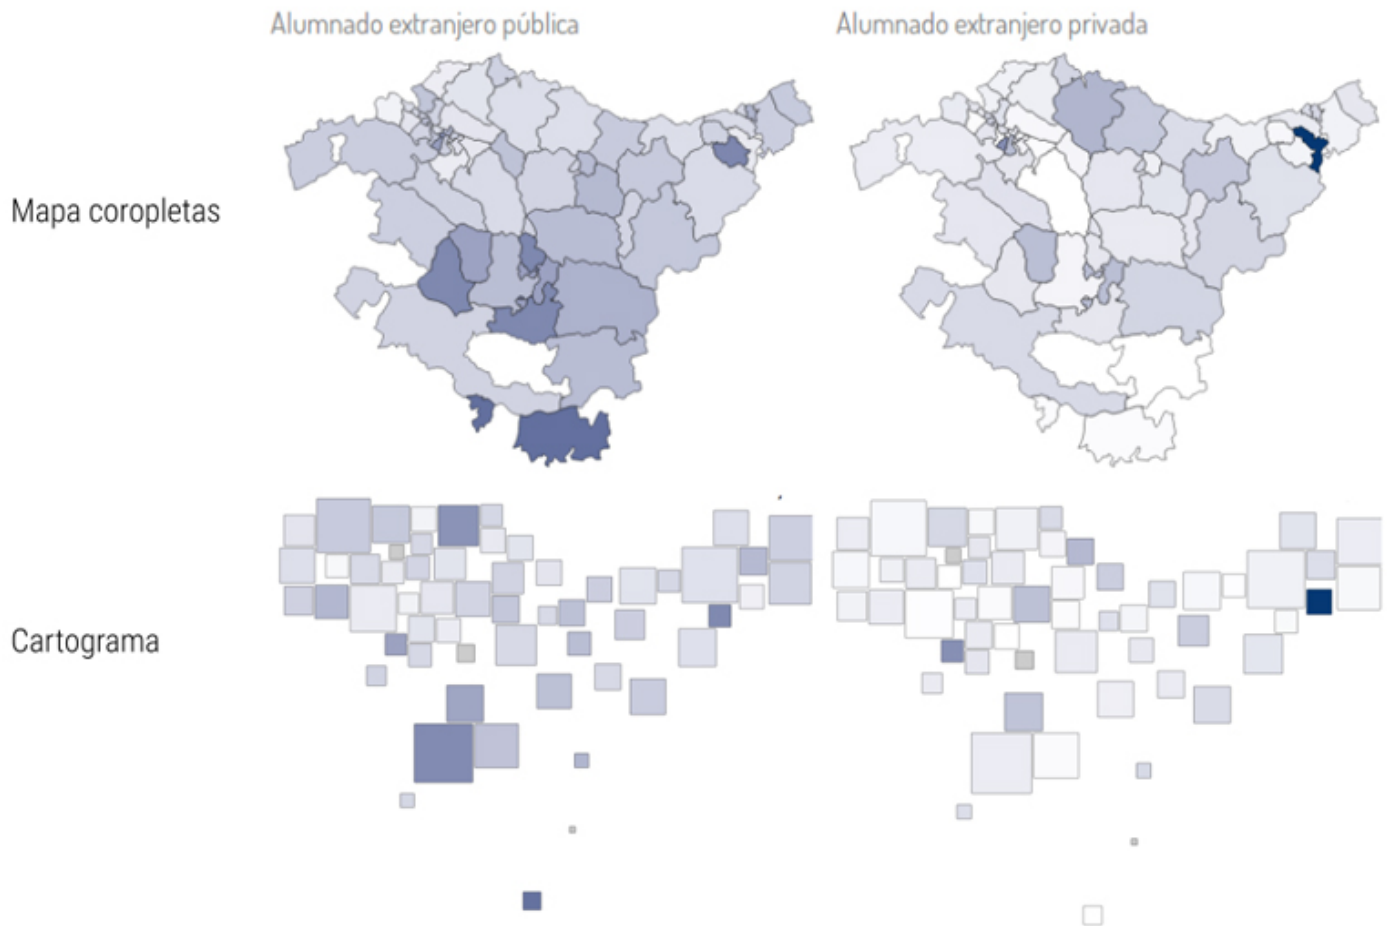 Alumnado extranjero pública
Alumnado extranjero privada
Mapa coropletas
Cartograma